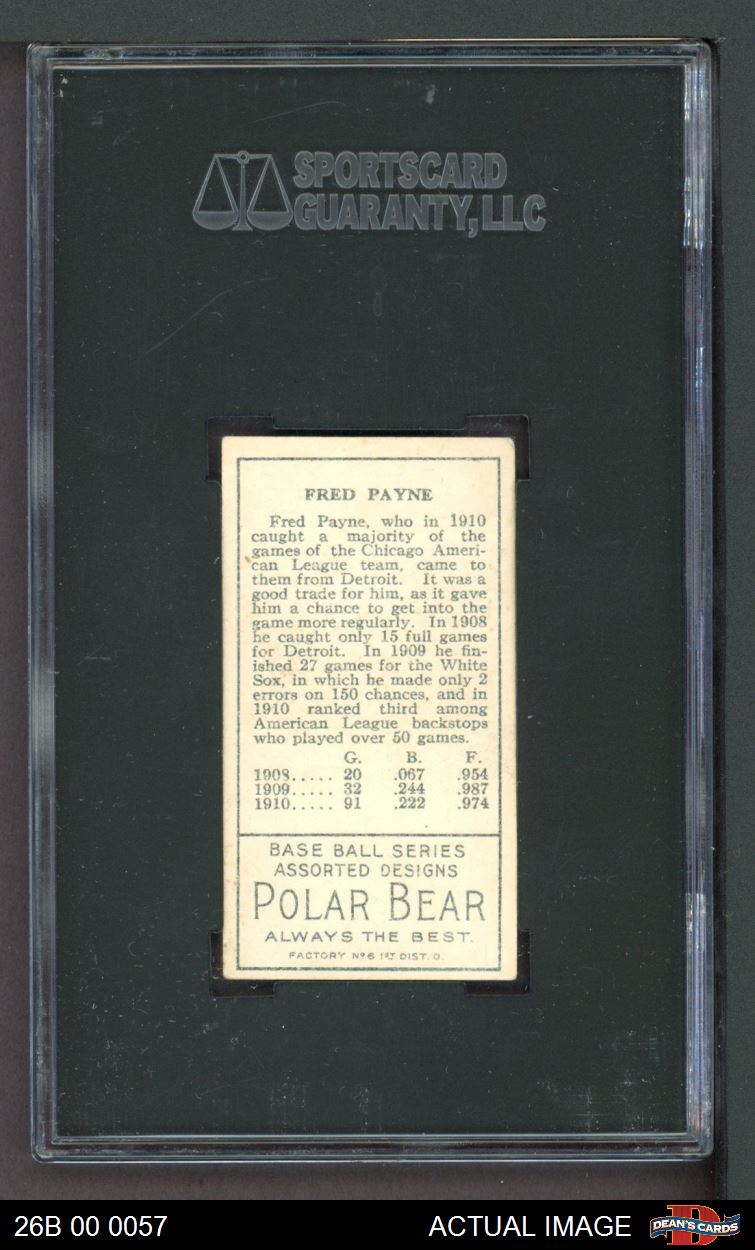 SPORTSCARD
GUARANTY, LLC
FRED PAYNE
Fred Payne, who in 1910
caught a majority of the
games of the Chicago Ameri-
can League team, came to
them from Detroit. It was a
good trade for him, as it gave
him a chance to get into the
game more regularly. In 1908
he caught only 15 full games
for Detroit. In 1909 he fin-
ished 27 games for the White
Sox, in which he made only 2
errors on 150 chances, and in
1910 ranked third among
American League backstops
who played over 50 games.
G. B. F.
1908..... 20 .067 .954
1909..... 32 .244 .987
1910..... 91 .222 .974
BASE BALL SERIES
ASSORTED DESIGNS
POLAR BEAR
ALWAYS THE BEST.
FACTORY Nº 6 1ST DIST. O.
26B 00 0057
ACTUAL IMAGE
DEAN'S CARDS